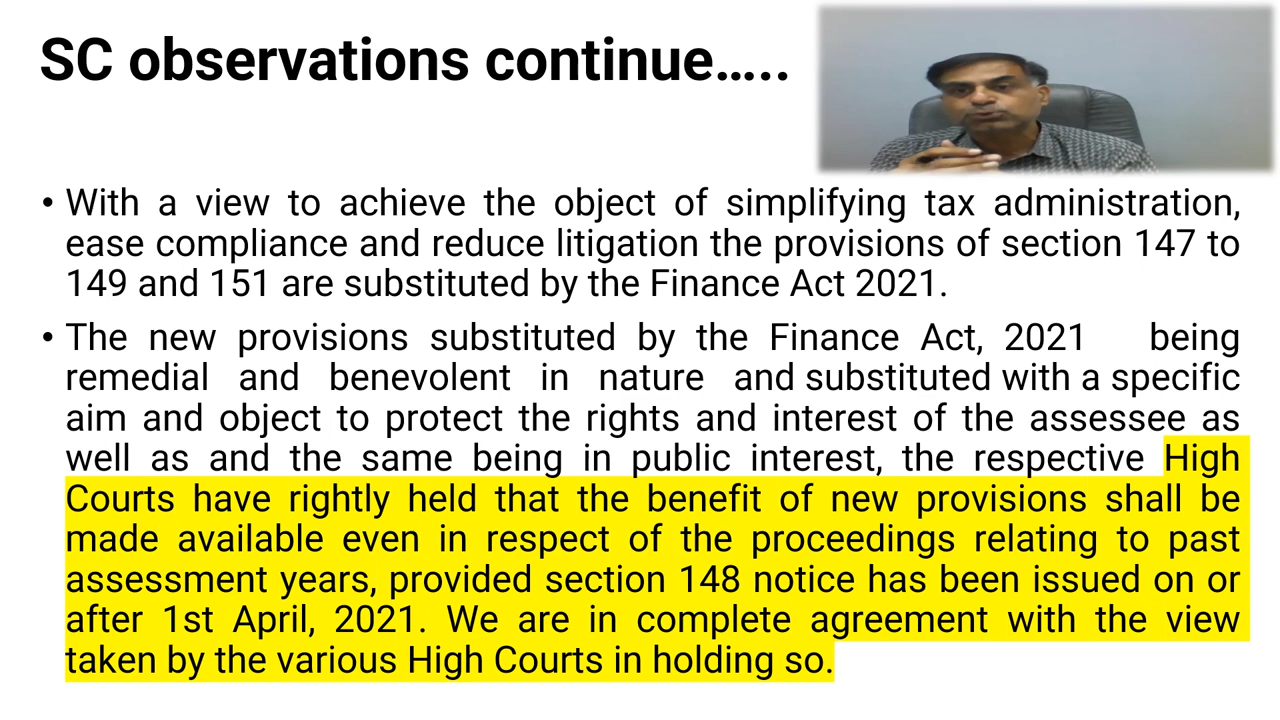 SC observations continue…..
• With a view to achieve the object of simplifying tax administration,
ease compliance and reduce litigation the provisions of section 147 to
149 and 151 are substituted by the Finance Act 2021.
• The new provisions substituted by the Finance Act, 2021 being
remedial and benevolent in nature and substituted with a specific
aim and object to protect the rights and interest of the assessee as
well as and the same being in public interest, the respective High
Courts have rightly held that the benefit of new provisions shall be
made available even in respect of the proceedings relating to past
assessment years, provided section 148 notice has been issued on or
after 1st April, 2021. We are in complete agreement with the view
taken by the various High Courts in holding so.